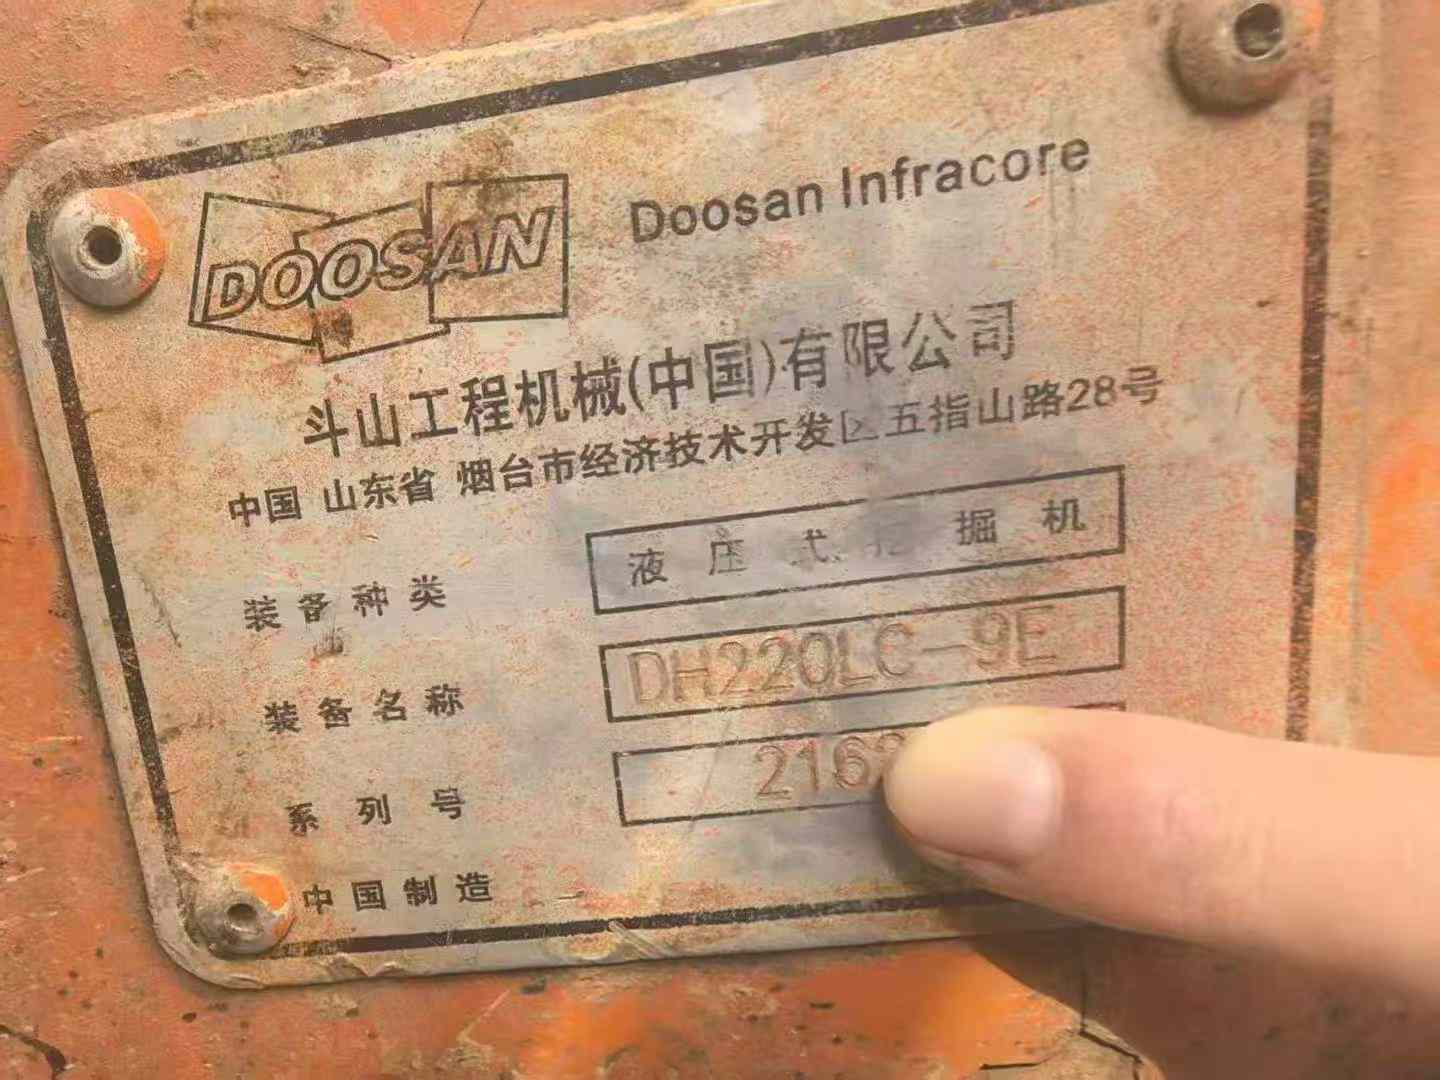 DOOSAN Doosan Infracore
斗山工程机械(中国)有限公司
中国 山东省 烟台市经济技术开发区五指山路28号
装备种类 液压式 掘机
装备名称 DH220LC-9E
系列号 2162
中国制造